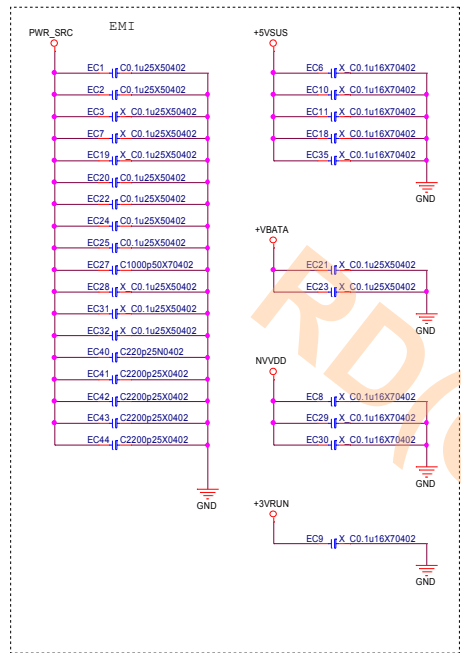 EMI
PWR_SRC
EC1 C0.1u25X50402
EC2 C0.1u25X50402
EC3 X_C0.1u25X50402
EC7 X_C0.1u25X50402
EC19 X_C0.1u25X50402
EC20 C0.1u25X50402
EC22 C0.1u25X50402
EC24 C0.1u25X50402
EC25 C0.1u25X50402
EC27 C1000p50X70402
EC28 X_C0.1u25X50402
EC31 X_C0.1u25X50402
EC32 X_C0.1u25X50402
EC40 C220p25N0402
EC41 C2200p25X0402
EC42 C2200p25X0402
EC43 C2200p25X0402
EC44 C2200p25X0402
GND
+5VSUS
EC6 X_C0.1u16X70402
EC10 X_C0.1u16X70402
EC11 X_C0.1u16X70402
EC18 X_C0.1u16X70402
EC35 X_C0.1u16X70402
GND
+VBATA
EC21 X_C0.1u25X50402
EC23 X_C0.1u25X50402
GND
NVVDD
EC8 X_C0.1u16X70402
EC29 X_C0.1u16X70402
EC30 X_C0.1u16X70402
GND
+3VRUN
EC9 X_C0.1u16X70402
GND